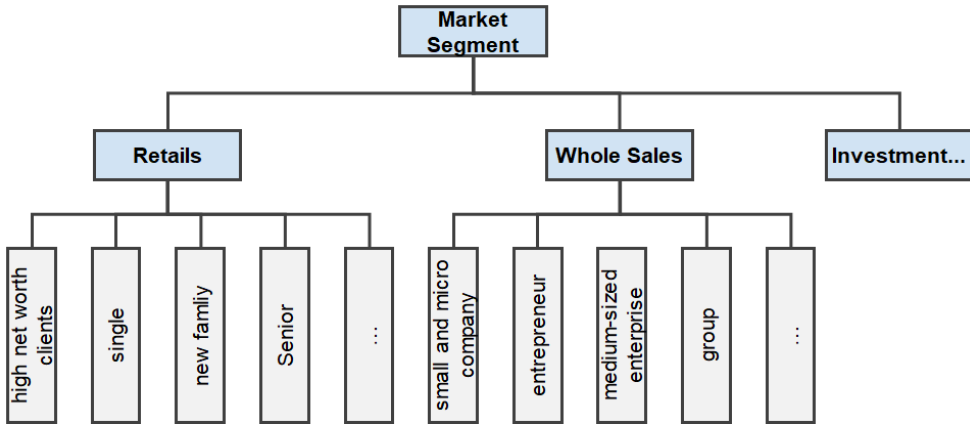 Market
Segment
Retails
Whole Sales
Investment...
high net worth
clients
single
new famliy
Senior
...
small and micro
company
entrepreneur
medium-sized
enterprise
group
...